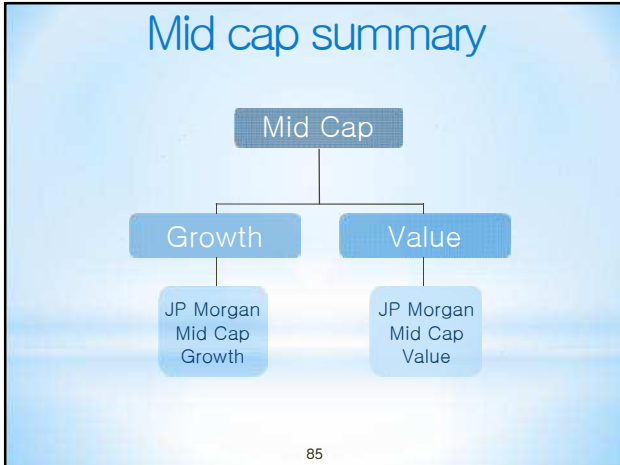 Mid cap summary
Mid Cap
Growth
Value
JP Morgan
Mid Cap
Growth
JP Morgan
Mid Cap
Value
85